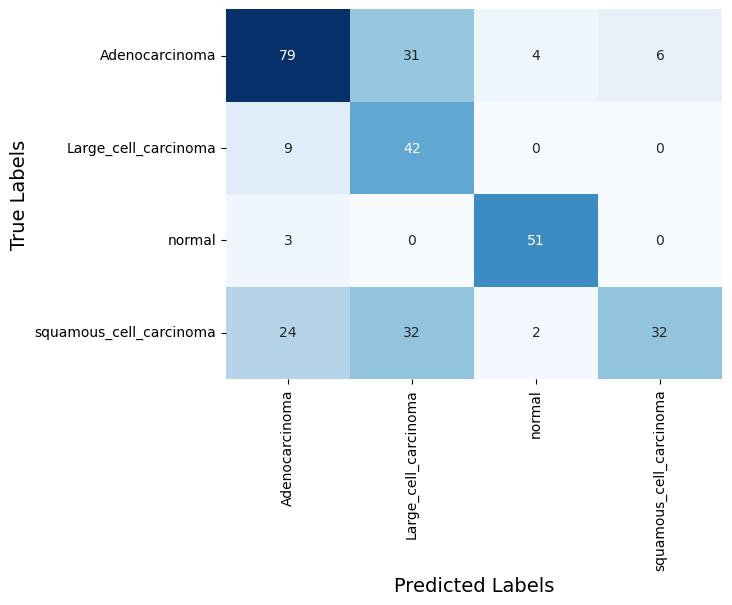 True Labels
Adenocarcinoma 79 31 4 6
Large_cell_carcinoma 9 42 0 0
normal 3 0 51 0
squamous_cell_carcinoma 24 32 2 32
Adenocarcinoma
Large_cell_carcinoma
normal
squamous_cell_carcinoma
Predicted Labels